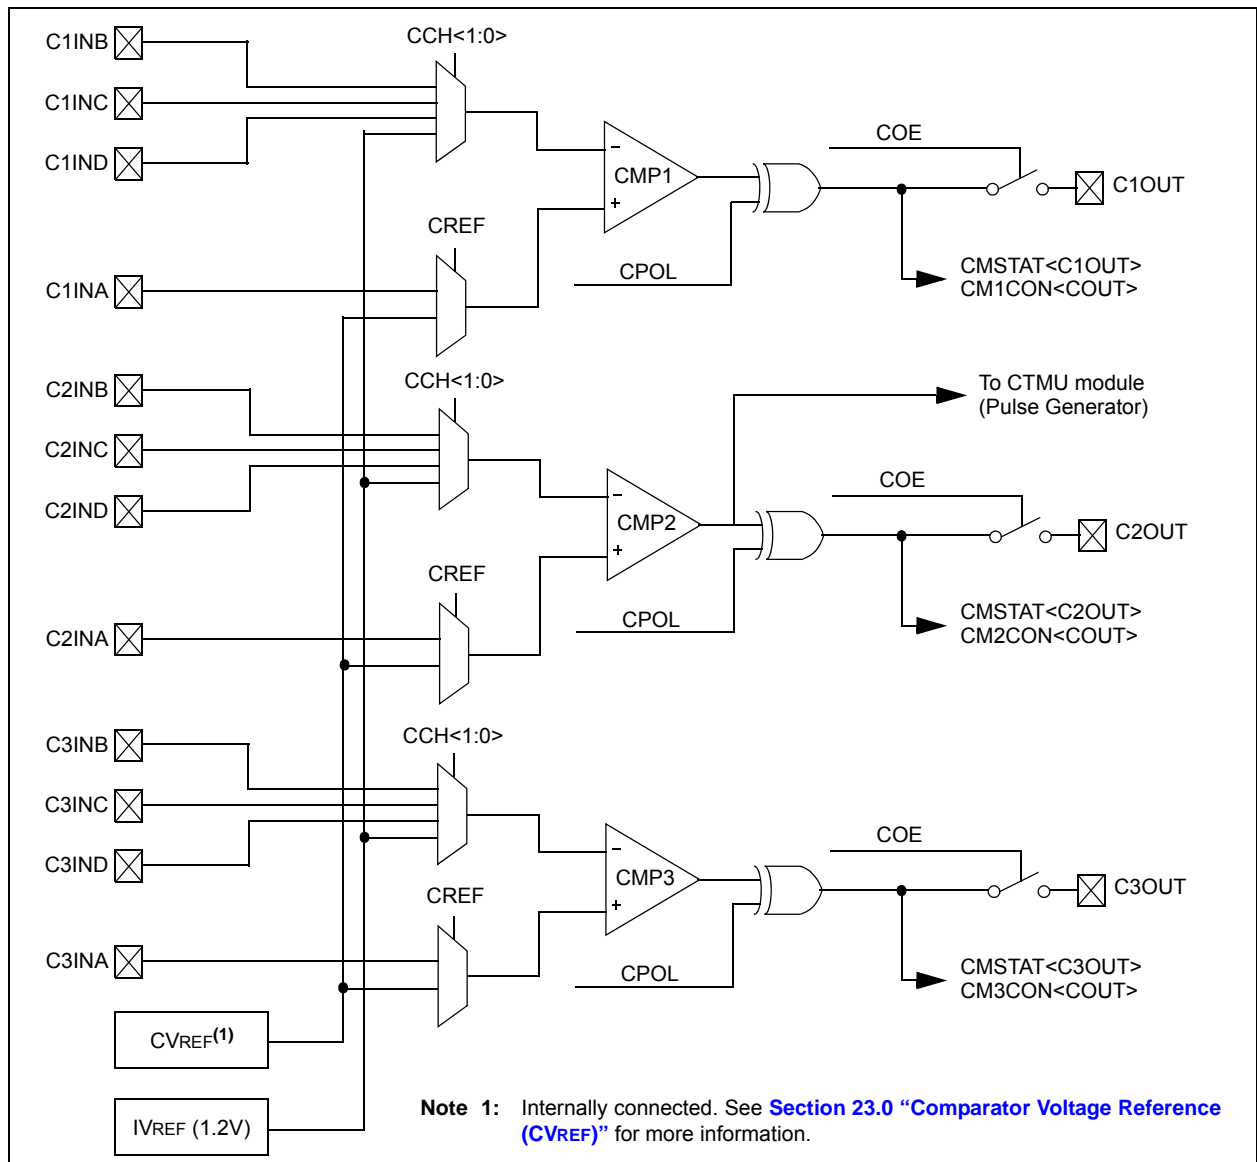 C1INB
CCH<1:0>
C1INC
C1IND
COE
CMP1
C1OUT
CREF
CPOL
CMSTAT<C1OUT>
CM1CON<COUT>
C1INA
C2INB
CCH<1:0>
To CTMU module
(Pulse Generator)
C2INC
C2IND
COE
CMP2
C2OUT
CREF
CPOL
CMSTAT<C2OUT>
CM2CON<COUT>
C2INA
C3INB
CCH<1:0>
C3INC
C3IND
COE
CMP3
C3OUT
CREF
CPOL
CMSTAT<C3OUT>
CM3CON<COUT>
C3INA
CVREF(1)
IVREF (1.2V)
Note 1: Internally connected. See Section 23.0 “Comparator Voltage Reference
(CVREF)” for more information.